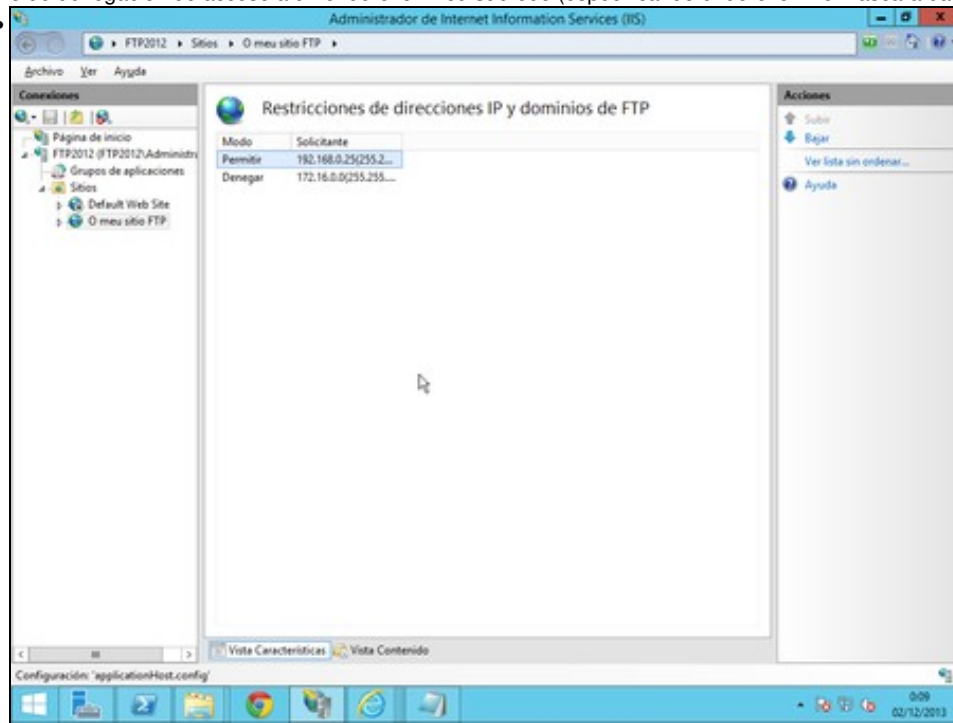 Administrador de Internet Information Services (IIS)
FTP2012 Sitios O meu sitio FTP
Archivo Ver Ayuda
Conexiones
Página de inicio
FTP2012 (FTP2012\Administr
Grupos de aplicaciones
Sitios
Default Web Site
O meu sitio FTP
Restricciones de direcciones IP y dominios de FTP
Modo Solicitante
Permitir 192.168.0.25(255.2...
Denegar 172.16.0.0(255.255....
Vista Características Vista Contenido
Acciones
Subir
Bajar
Ver lista sin ordenar...
Ayuda
Configuración: 'applicationHost.config'
0:09
02/12/2013